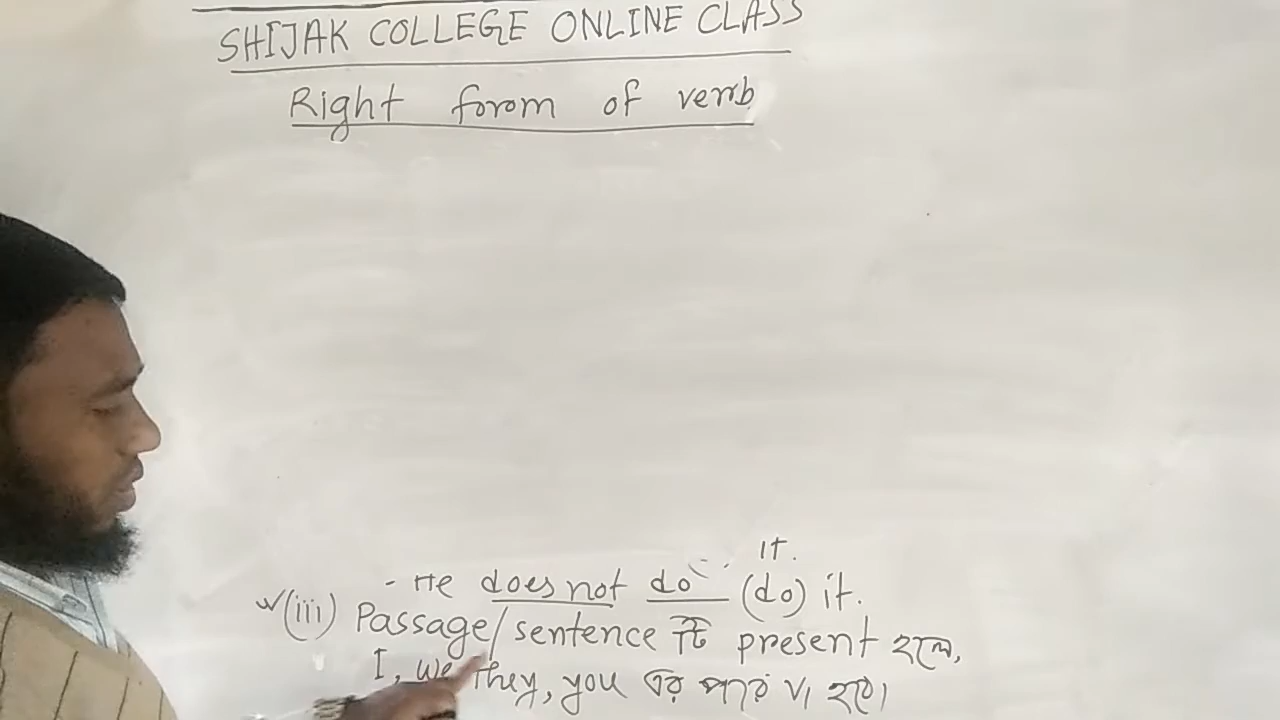 SHIJAK COLLEGE ONLINE CLASS
Right form of verb
it.
- He does not do (do) it.
(iii) Passage/sentence টি present হলে,
I, we, they, you এর পরে V₁ হবে।